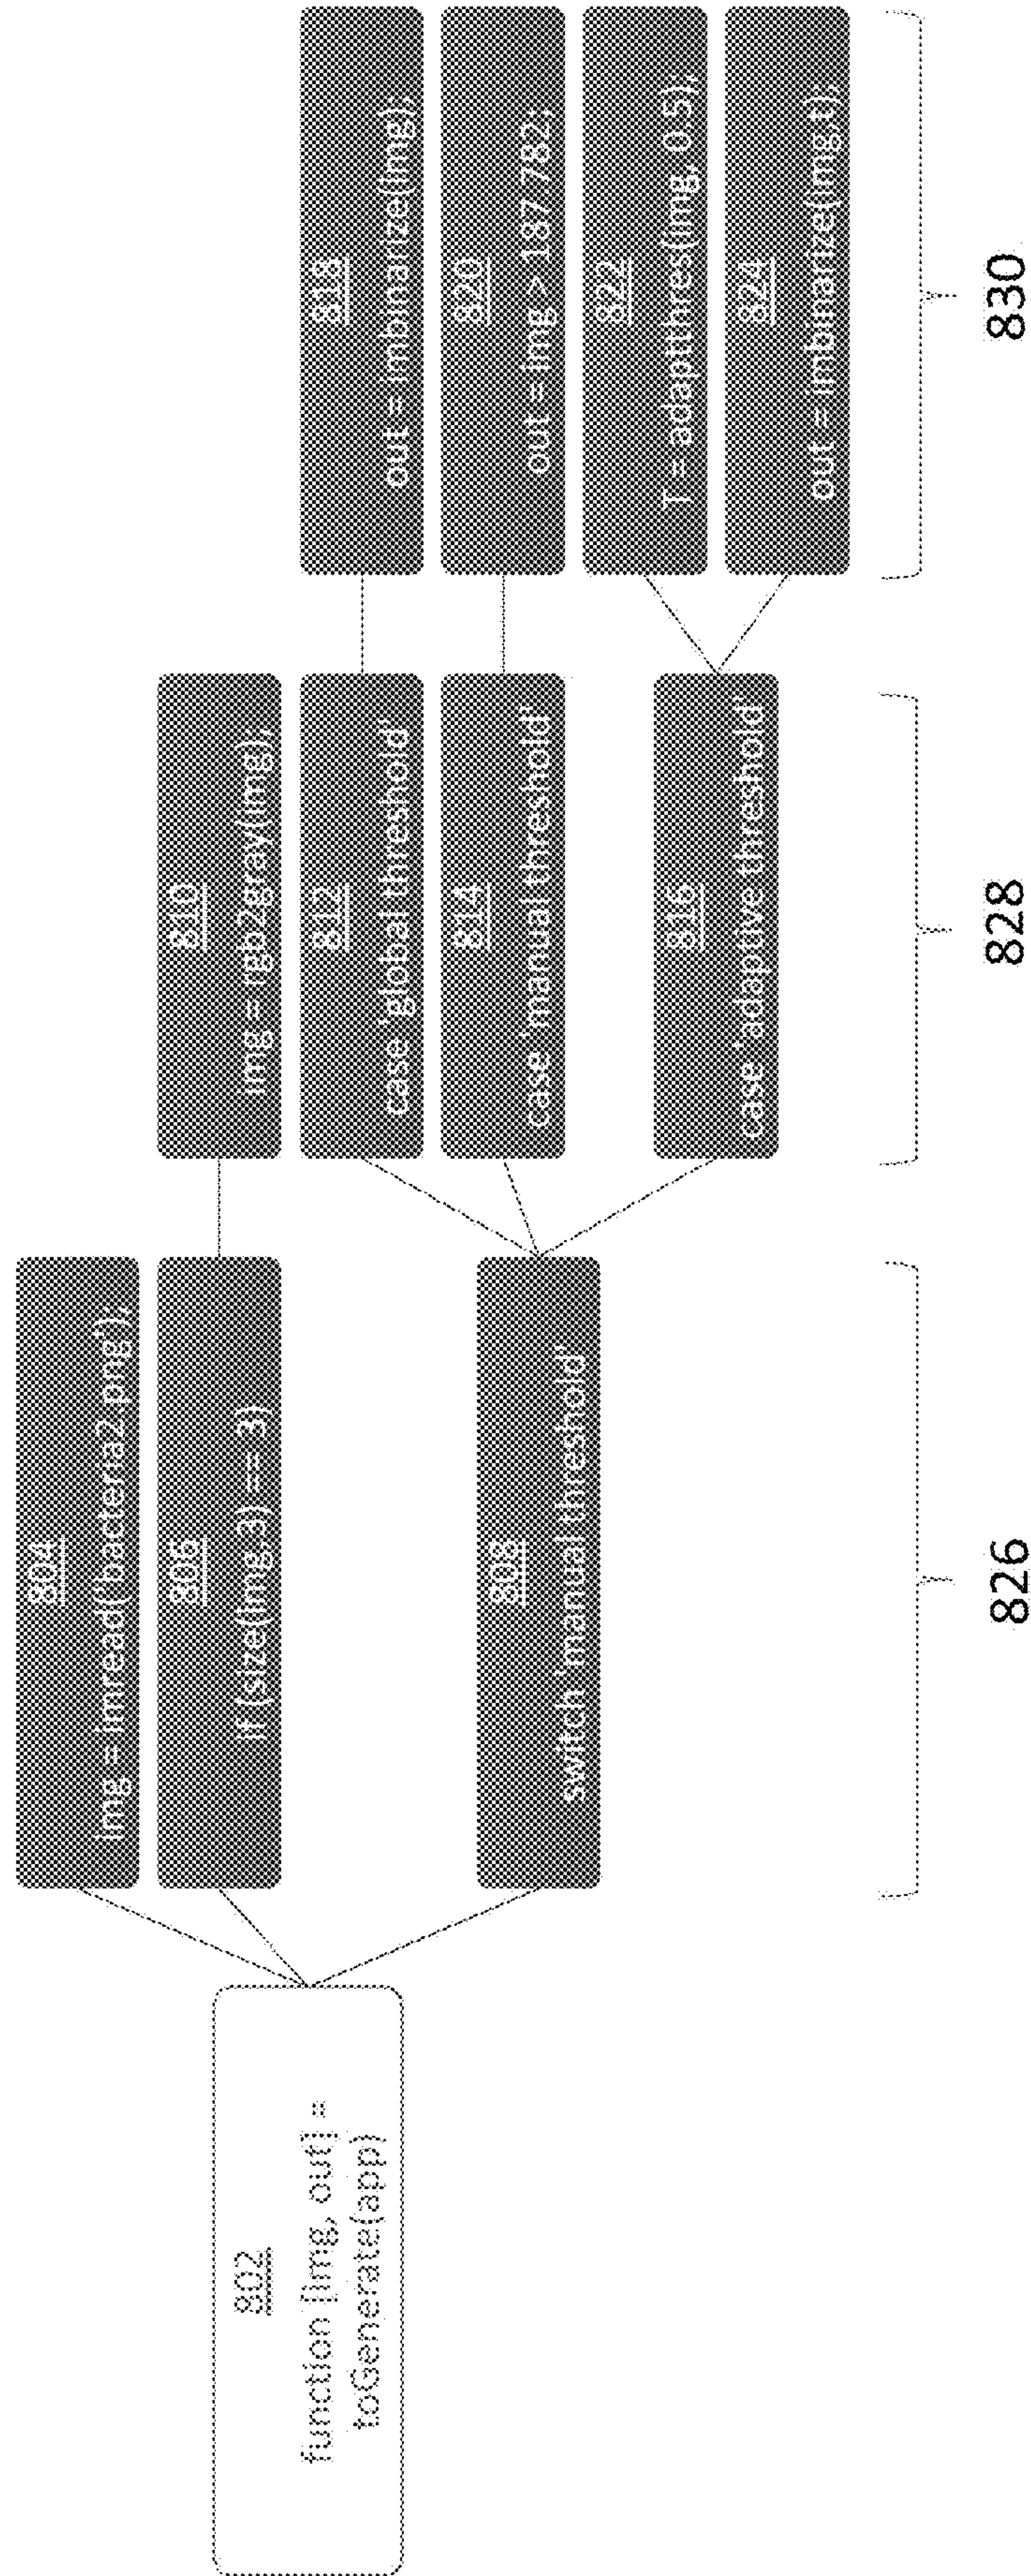 802
function [img, out] =
toGenerate(app)
804
img = imread('bacteria2.png');
806
if (size(img,3) == 3)
808
switch 'manual threshold'
826
810
img = rgb2gray(img);
812
case 'global threshold'
814
case 'manual threshold'
816
case 'adaptive threshold'
828
818
out = imbinarize(img);
820
out = img > 187.782;
822
T = adaptthres(img, 0.5);
824
out = imbinarize(img,t);
830